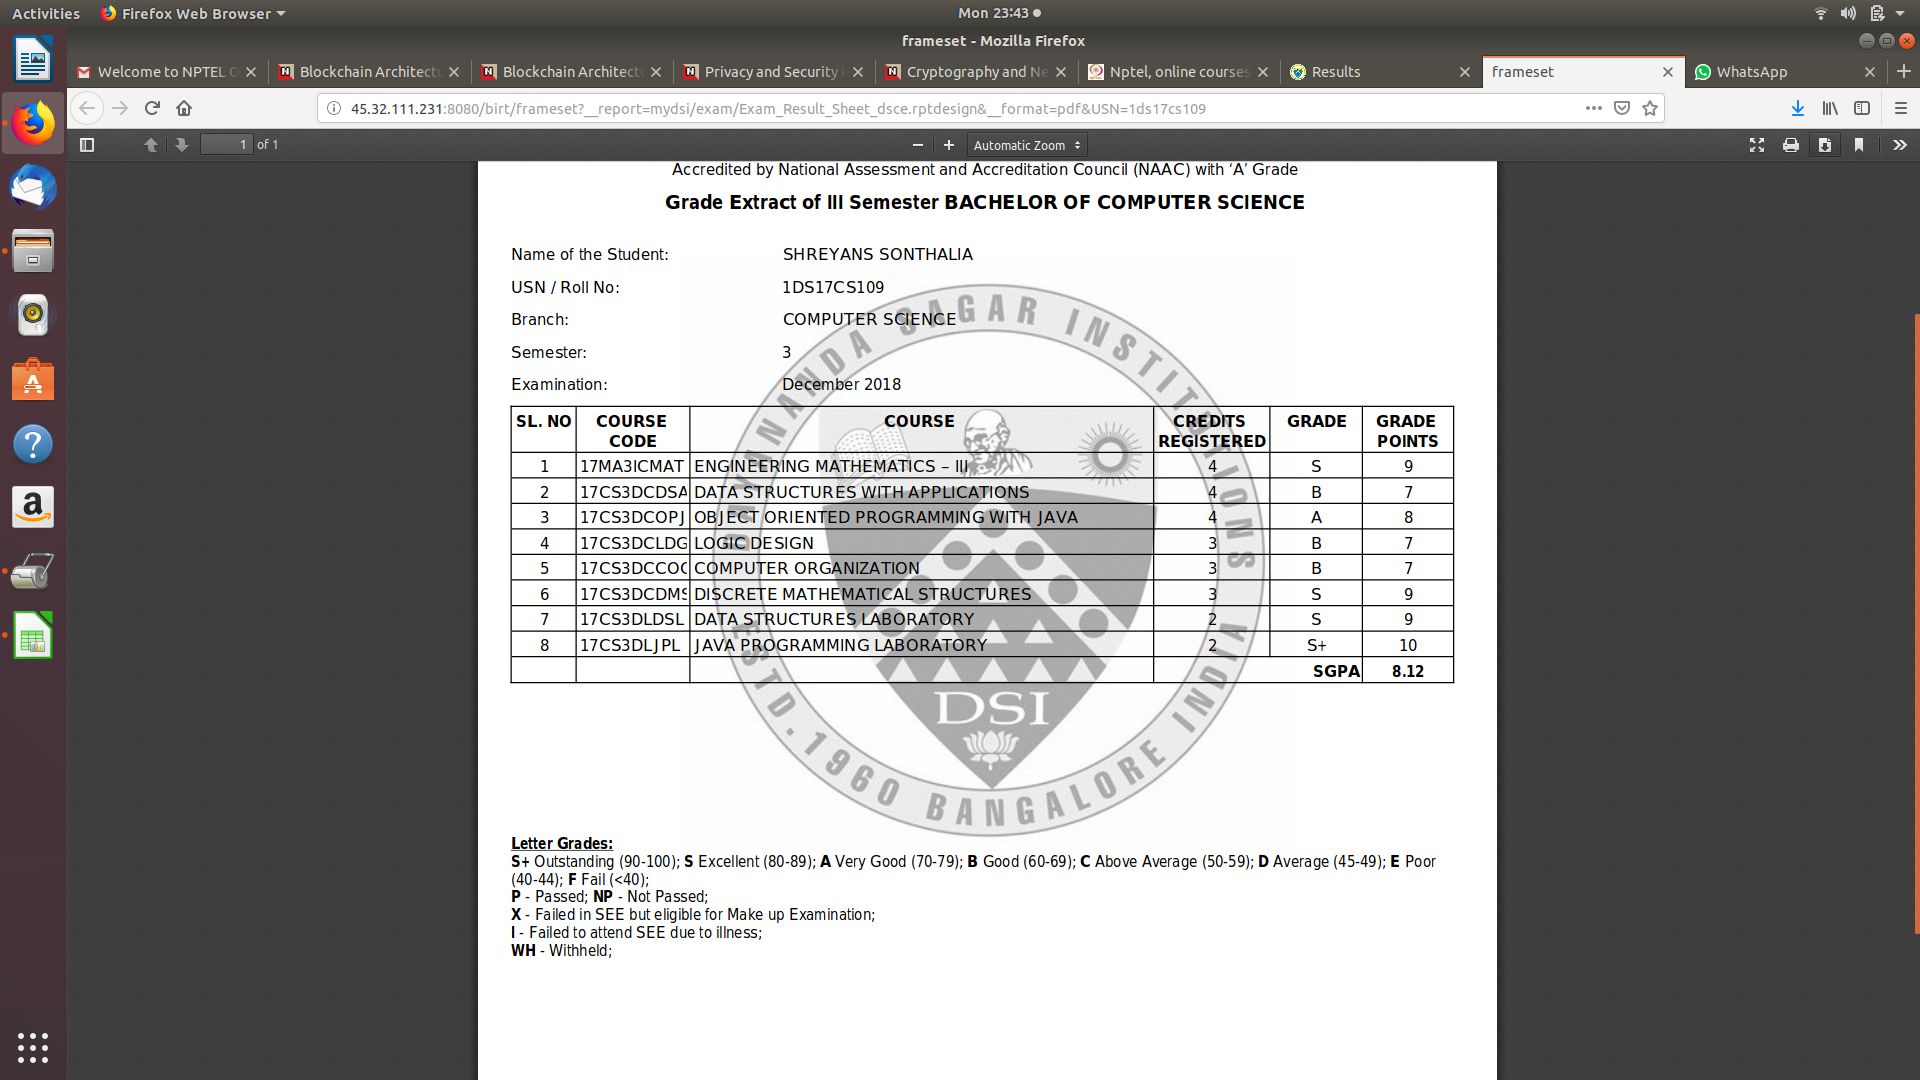 Activities Firefox Web Browser Mon 23:43
frameset - Mozilla Firefox
Welcome to NPTEL Blockchain Architect Blockchain Architect Privacy and Security Cryptography and Ne Nptel, online courses Results frameset WhatsApp
45.32.111.231:8080/birt/frameset?__report=mydsi/exam/Exam_Result_Sheet_dsce.rptdesign&__format=pdf&USN=1ds17cs109
1 of 1 Automatic Zoom
Accredited by National Assessment and Accreditation Council (NAAC) with ‘A’ Grade
Grade Extract of III Semester BACHELOR OF COMPUTER SCIENCE
Name of the Student: SHREYANS SONTHALIA
USN / Roll No: 1DS17CS109
Branch: COMPUTER SCIENCE
Semester: 3
Examination: December 2018
SL. NO COURSE CODE COURSE CREDITS REGISTERED GRADE GRADE POINTS
1 17MA3ICMAT ENGINEERING MATHEMATICS – III 4 S 9
2 17CS3DCDSA DATA STRUCTURES WITH APPLICATIONS 4 B 7
3 17CS3DCOPJ OBJECT ORIENTED PROGRAMMING WITH JAVA 4 A 8
4 17CS3DCLDG LOGIC DESIGN 3 B 7
5 17CS3DCCOG COMPUTER ORGANIZATION 3 B 7
6 17CS3DCDMS DISCRETE MATHEMATICAL STRUCTURES 3 S 9
7 17CS3DLDSL DATA STRUCTURES LABORATORY 2 S 9
8 17CS3DLJPL JAVA PROGRAMMING LABORATORY 2 S+ 10
SGPA 8.12
DAYANANDA SAGAR INSTITUTIONS
DSI
ESTD. 1960 BANGALORE INDIA
Letter Grades:
S+ Outstanding (90-100); S Excellent (80-89); A Very Good (70-79); B Good (60-69); C Above Average (50-59); D Average (45-49); E Poor
(40-44); F Fail (<40);
P - Passed; NP - Not Passed;
X - Failed in SEE but eligible for Make up Examination;
I - Failed to attend SEE due to illness;
WH - Withheld;